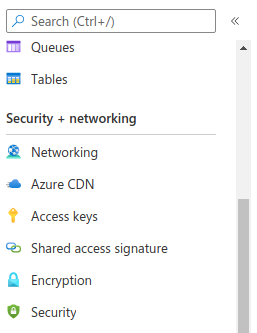 Search (Ctrl+/)
«
Queues
Tables
Security + networking
Networking
Azure CDN
Access keys
Shared access signature
Encryption
Security